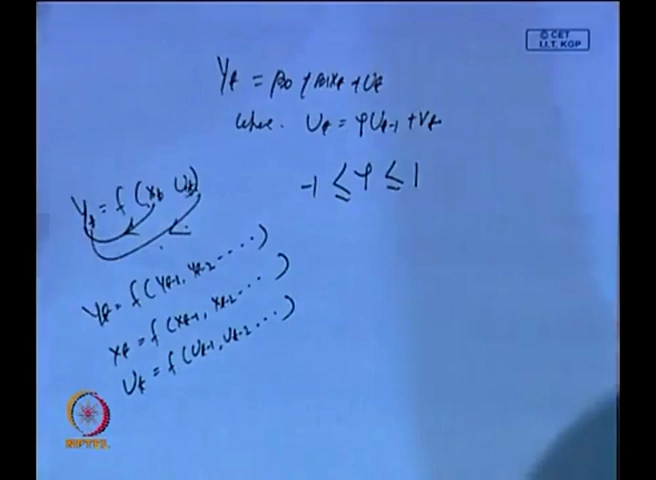 © CET
I.I.T. KGP
Yt = β0 + β1Xt + Ut
where. Ut = ρUt-1 + Vt
-1 ≤ ρ ≤ 1
Yt = f (Xt, Ut)
Yt = f (Yt-1, Yt-2 ....)
Xt = f (Xt-1, Xt-2 ...)
Ut = f (Ut-1, Ut-2 ...)
NPTEL